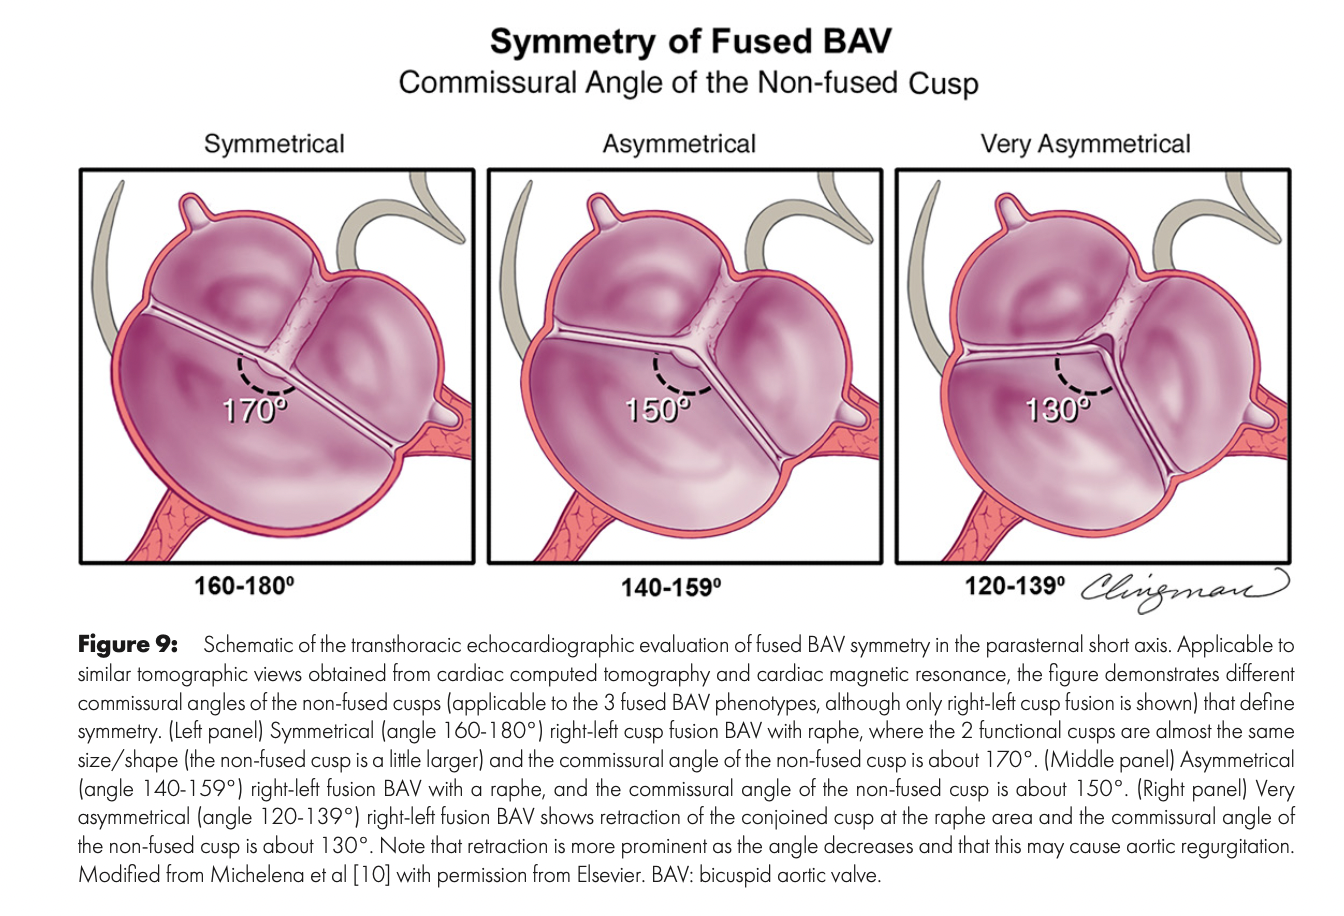 Symmetry of Fused BAV
Commissural Angle of the Non-fused Cusp
Symmetrical
Asymmetrical
Very Asymmetrical
170º
150º
130º
160-180º
140-159º
120-139º
Clingman
Figure 9: Schematic of the transthoracic echocardiographic evaluation of fused BAV symmetry in the parasternal short axis. Applicable to
similar tomographic views obtained from cardiac computed tomography and cardiac magnetic resonance, the figure demonstrates different
commissural angles of the non-fused cusps (applicable to the 3 fused BAV phenotypes, although only right-left cusp fusion is shown) that define
symmetry. (Left panel) Symmetrical (angle 160-180°) right-left cusp fusion BAV with raphe, where the 2 functional cusps are almost the same
size/shape (the non-fused cusp is a little larger) and the commissural angle of the non-fused cusp is about 170°. (Middle panel) Asymmetrical
(angle 140-159°) right-left fusion BAV with a raphe, and the commissural angle of the non-fused cusp is about 150°. (Right panel) Very
asymmetrical (angle 120-139°) right-left fusion BAV shows retraction of the conjoined cusp at the raphe area and the commissural angle of
the non-fused cusp is about 130°. Note that retraction is more prominent as the angle decreases and that this may cause aortic regurgitation.
Modified from Michelena et al [10] with permission from Elsevier. BAV: bicuspid aortic valve.